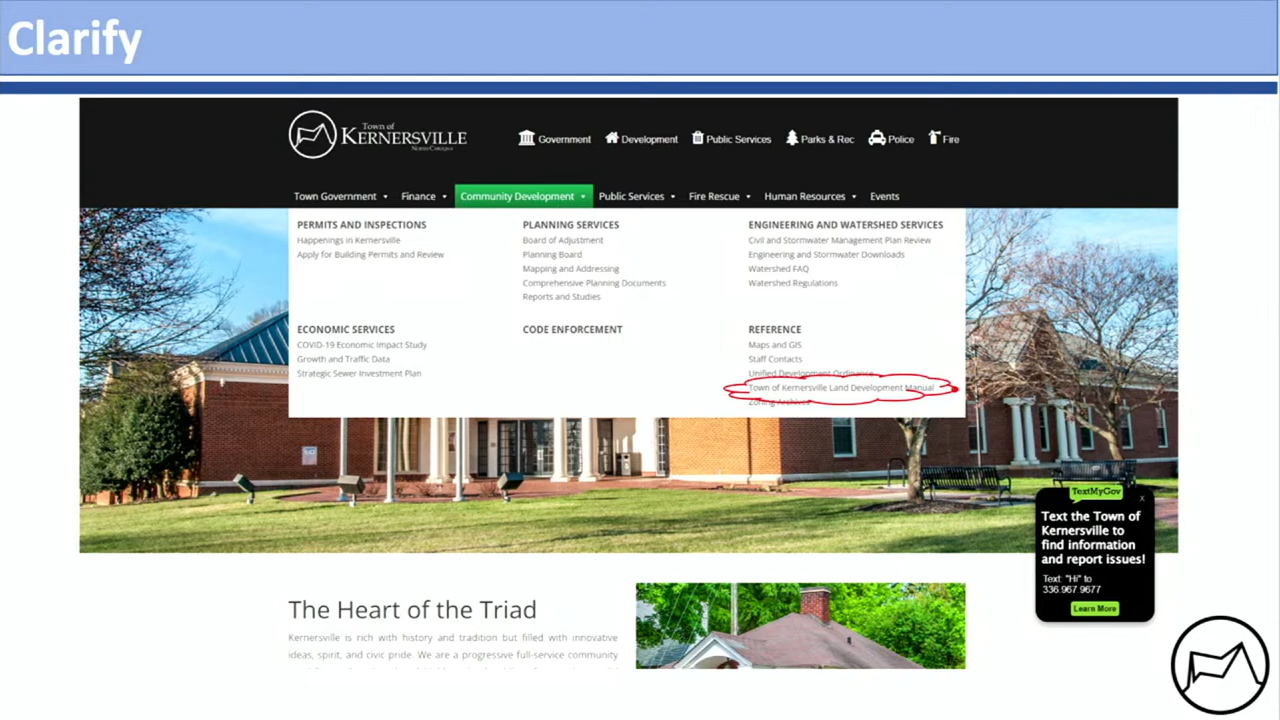 Clarify
Town of
KERNERSVILLE
NORTH CAROLINA
Government Development Public Services Parks & Rec Police Fire
Town Government Finance Community Development Public Services Fire Rescue Human Resources Events
PERMITS AND INSPECTIONS
Happenings in Kernersville
Apply for Building Permits and Review
PLANNING SERVICES
Board of Adjustment
Planning Board
Mapping and Addressing
Comprehensive Planning Documents
Reports and Studies
ENGINEERING AND WATERSHED SERVICES
Civil and Stormwater Management Plan Review
Engineering and Stormwater Downloads
Watershed FAQ
Watershed Regulations
ECONOMIC SERVICES
COVID-19 Economic Impact Study
Growth and Traffic Data
Strategic Sewer Investment Plan
CODE ENFORCEMENT
REFERENCE
Maps and GIS
Staff Contacts
Unified Development Ordinance
Town of Kernersville Land Development Manual
Zoning Archives
TextMyGov
X
Text the Town of
Kernersville to
find information
and report issues!
Text: "Hi" to
336.967.9677
Learn More
The Heart of the Triad
Kernersville is rich with history and tradition but filled with innovative
ideas, spirit, and civic pride. We are a progressive full-service community